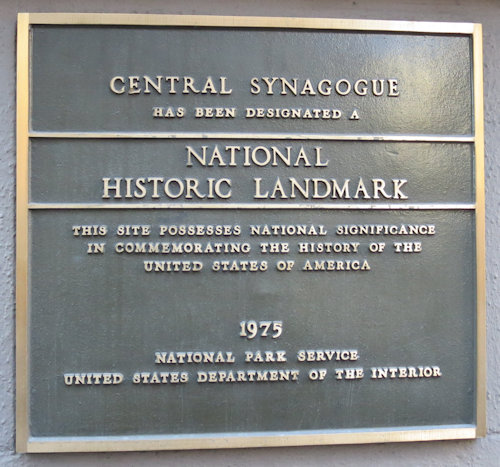 CENTRAL SYNAGOGUE
HAS BEEN DESIGNATED A
NATIONAL
HISTORIC LANDMARK
THIS SITE POSSESSES NATIONAL SIGNIFICANCE
IN COMMEMORATING THE HISTORY OF THE
UNITED STATES OF AMERICA
1975
NATIONAL PARK SERVICE
UNITED STATES DEPARTMENT OF THE INTERIOR